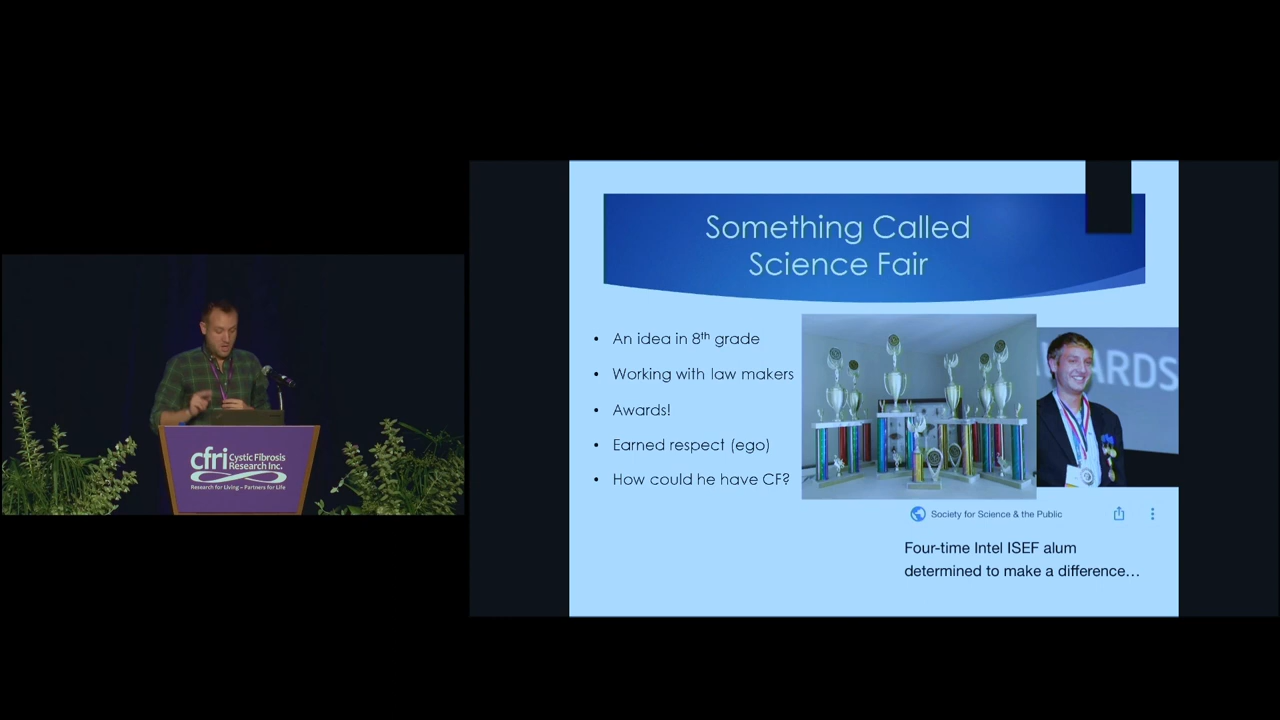 Something Called
Science Fair
• An idea in 8th grade
• Working with law makers
• Awards!
• Earned respect (ego)
• How could he have CF?
AWARDS
Society for Science & the Public
Four-time Intel ISEF alum
determined to make a difference…
cfri Cystic Fibrosis
Research Inc.
Research for Living – Partners for Life